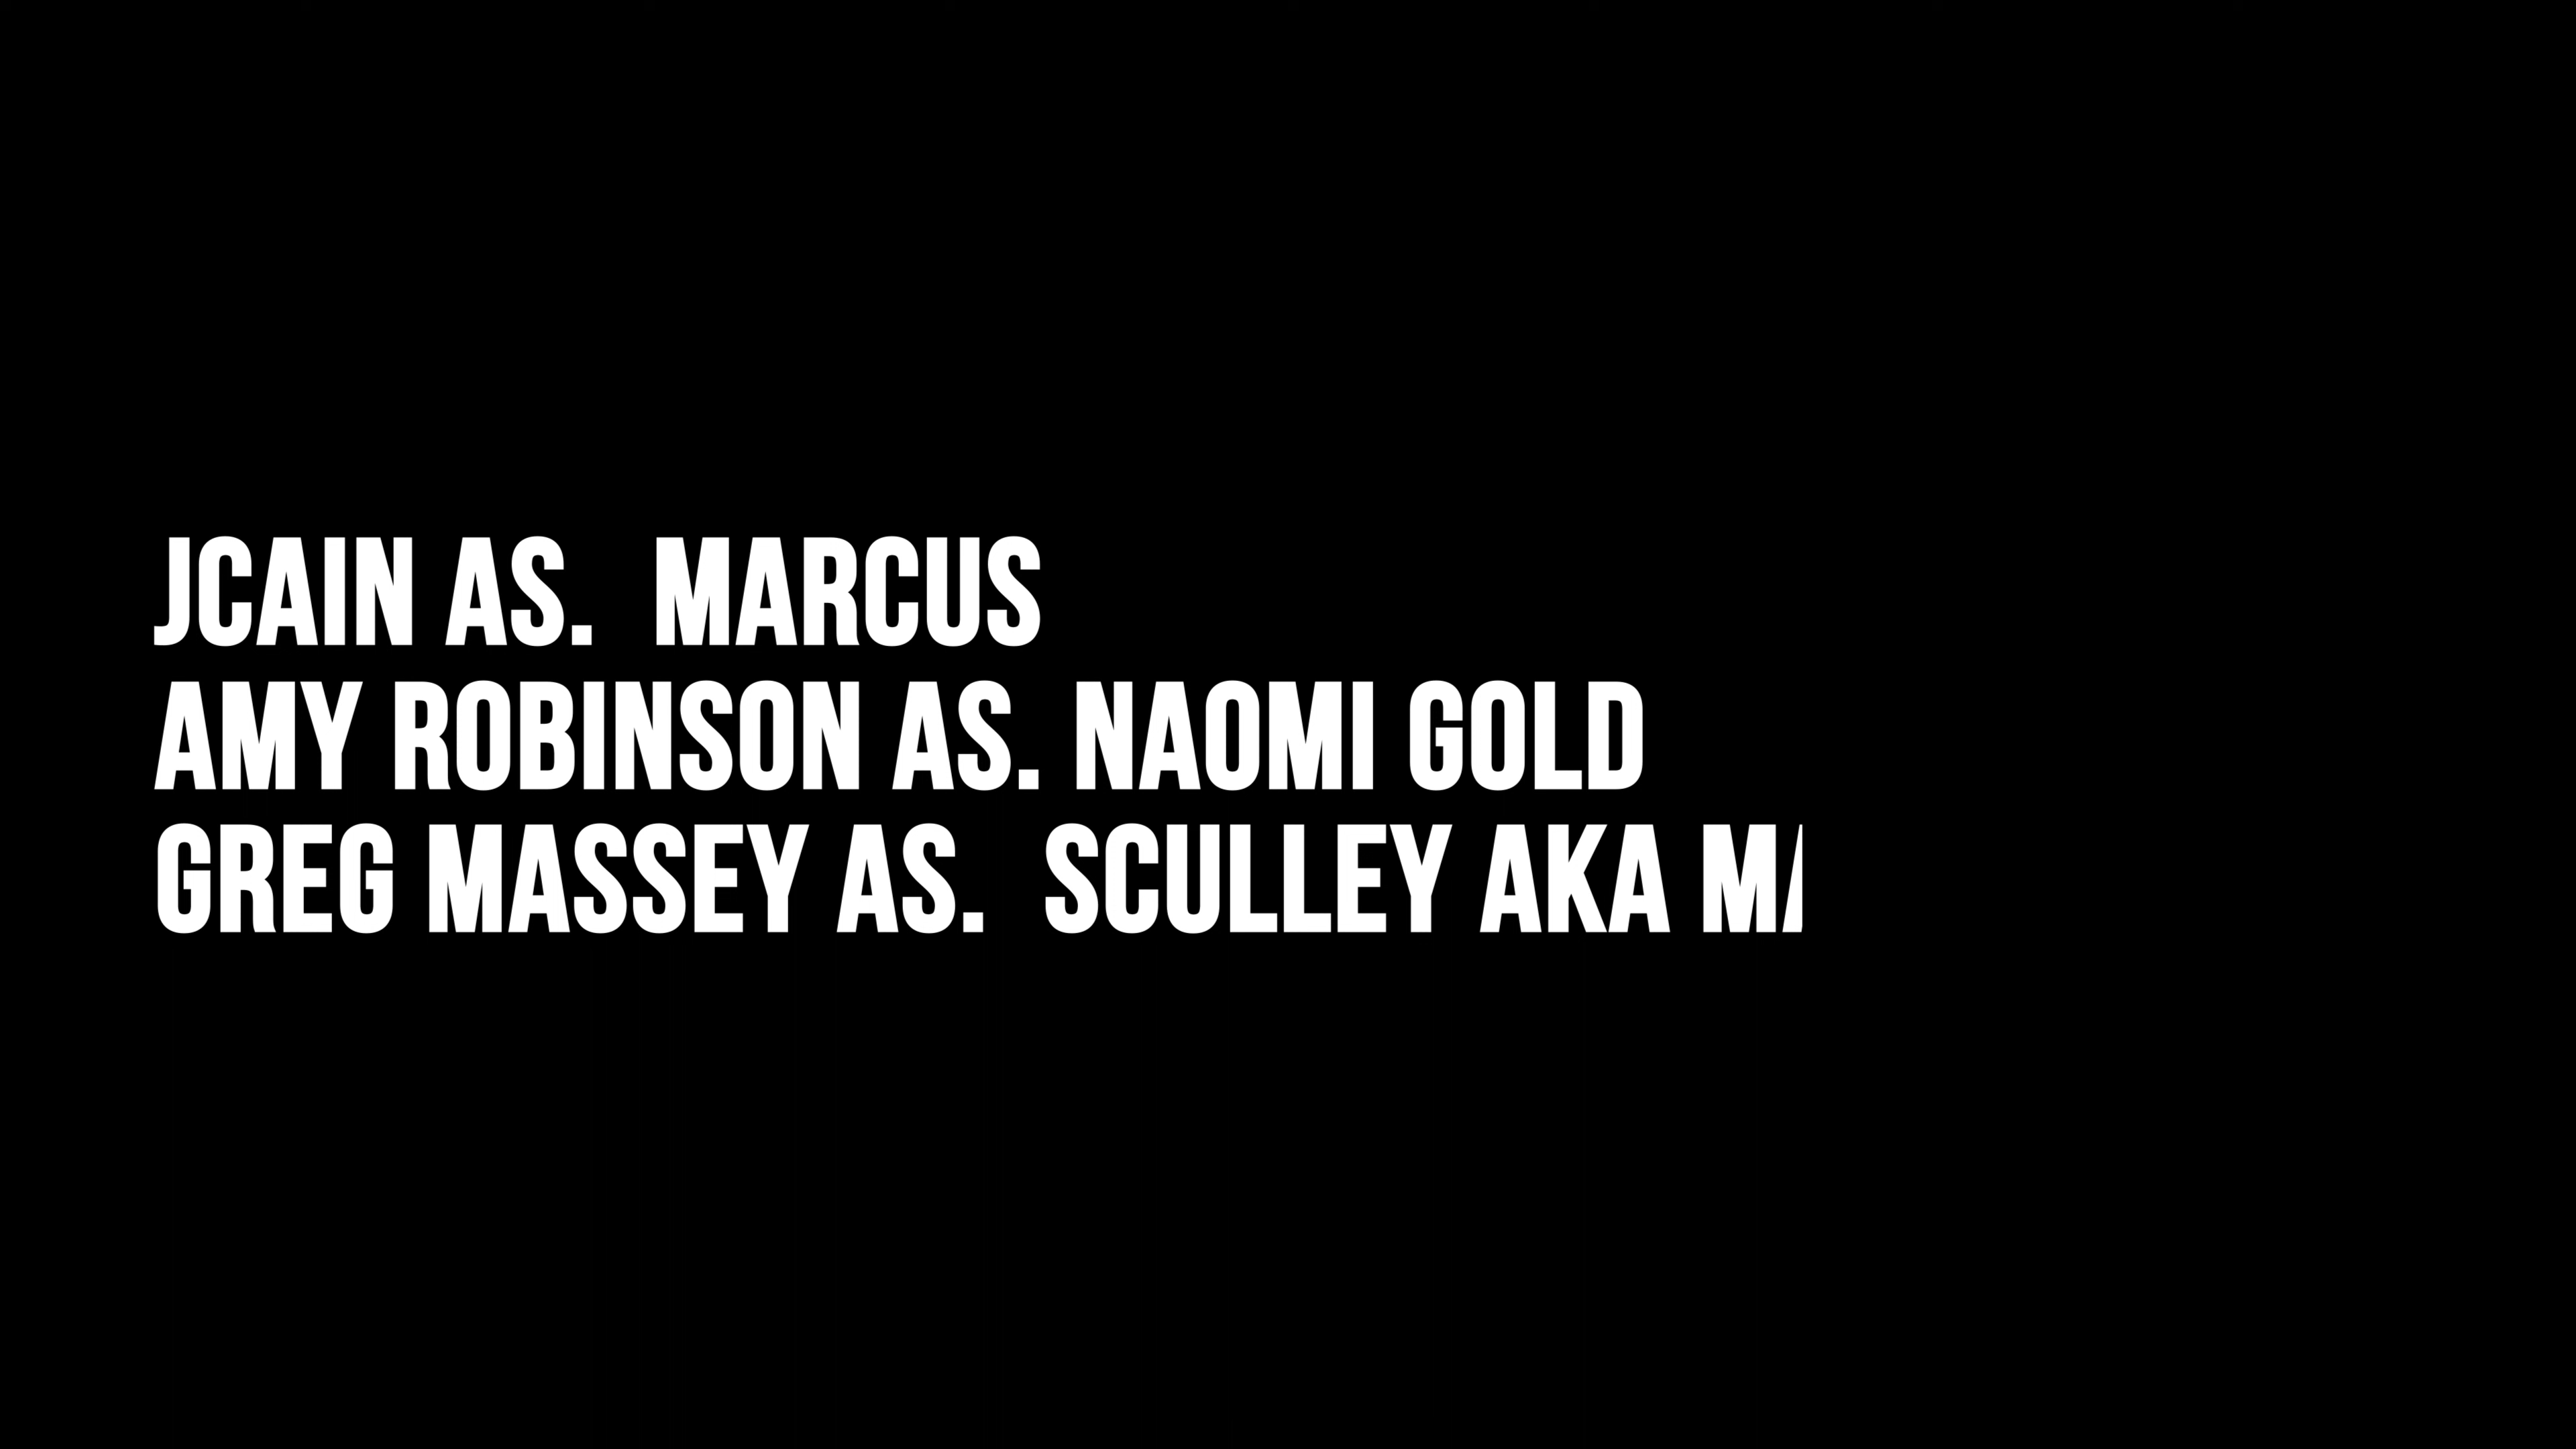 JCAIN AS.  MARCUS
AMY ROBINSON AS. NAOMI GOLD
GREG MASSEY AS.  SCULLEY AKA